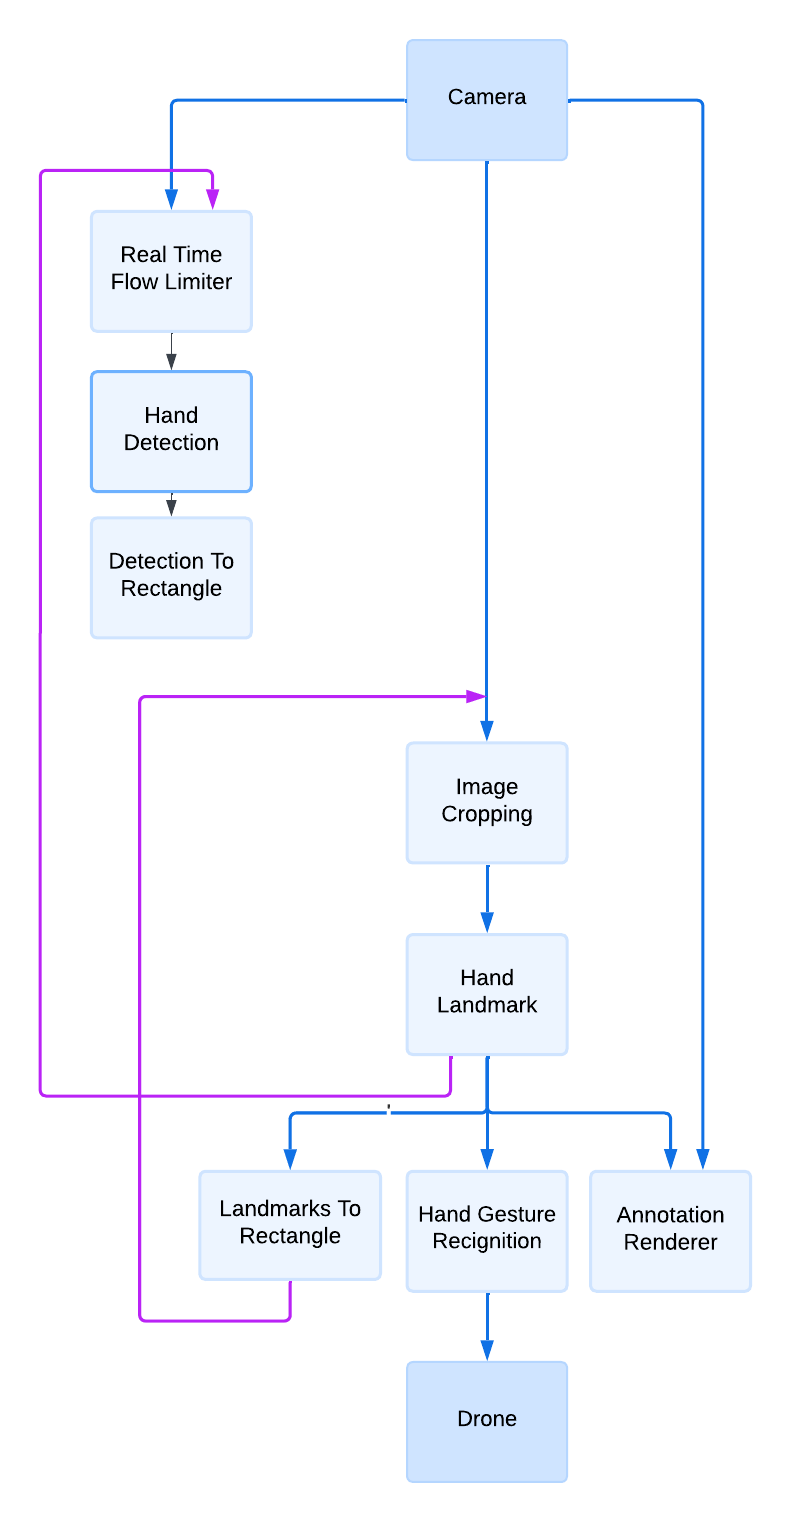 Camera
Real Time
Flow Limiter
Hand
Detection
Detection To
Rectangle
Image
Cropping
Hand
Landmark
Landmarks To
Rectangle
Hand Gesture
Recignition
Annotation
Renderer
Drone